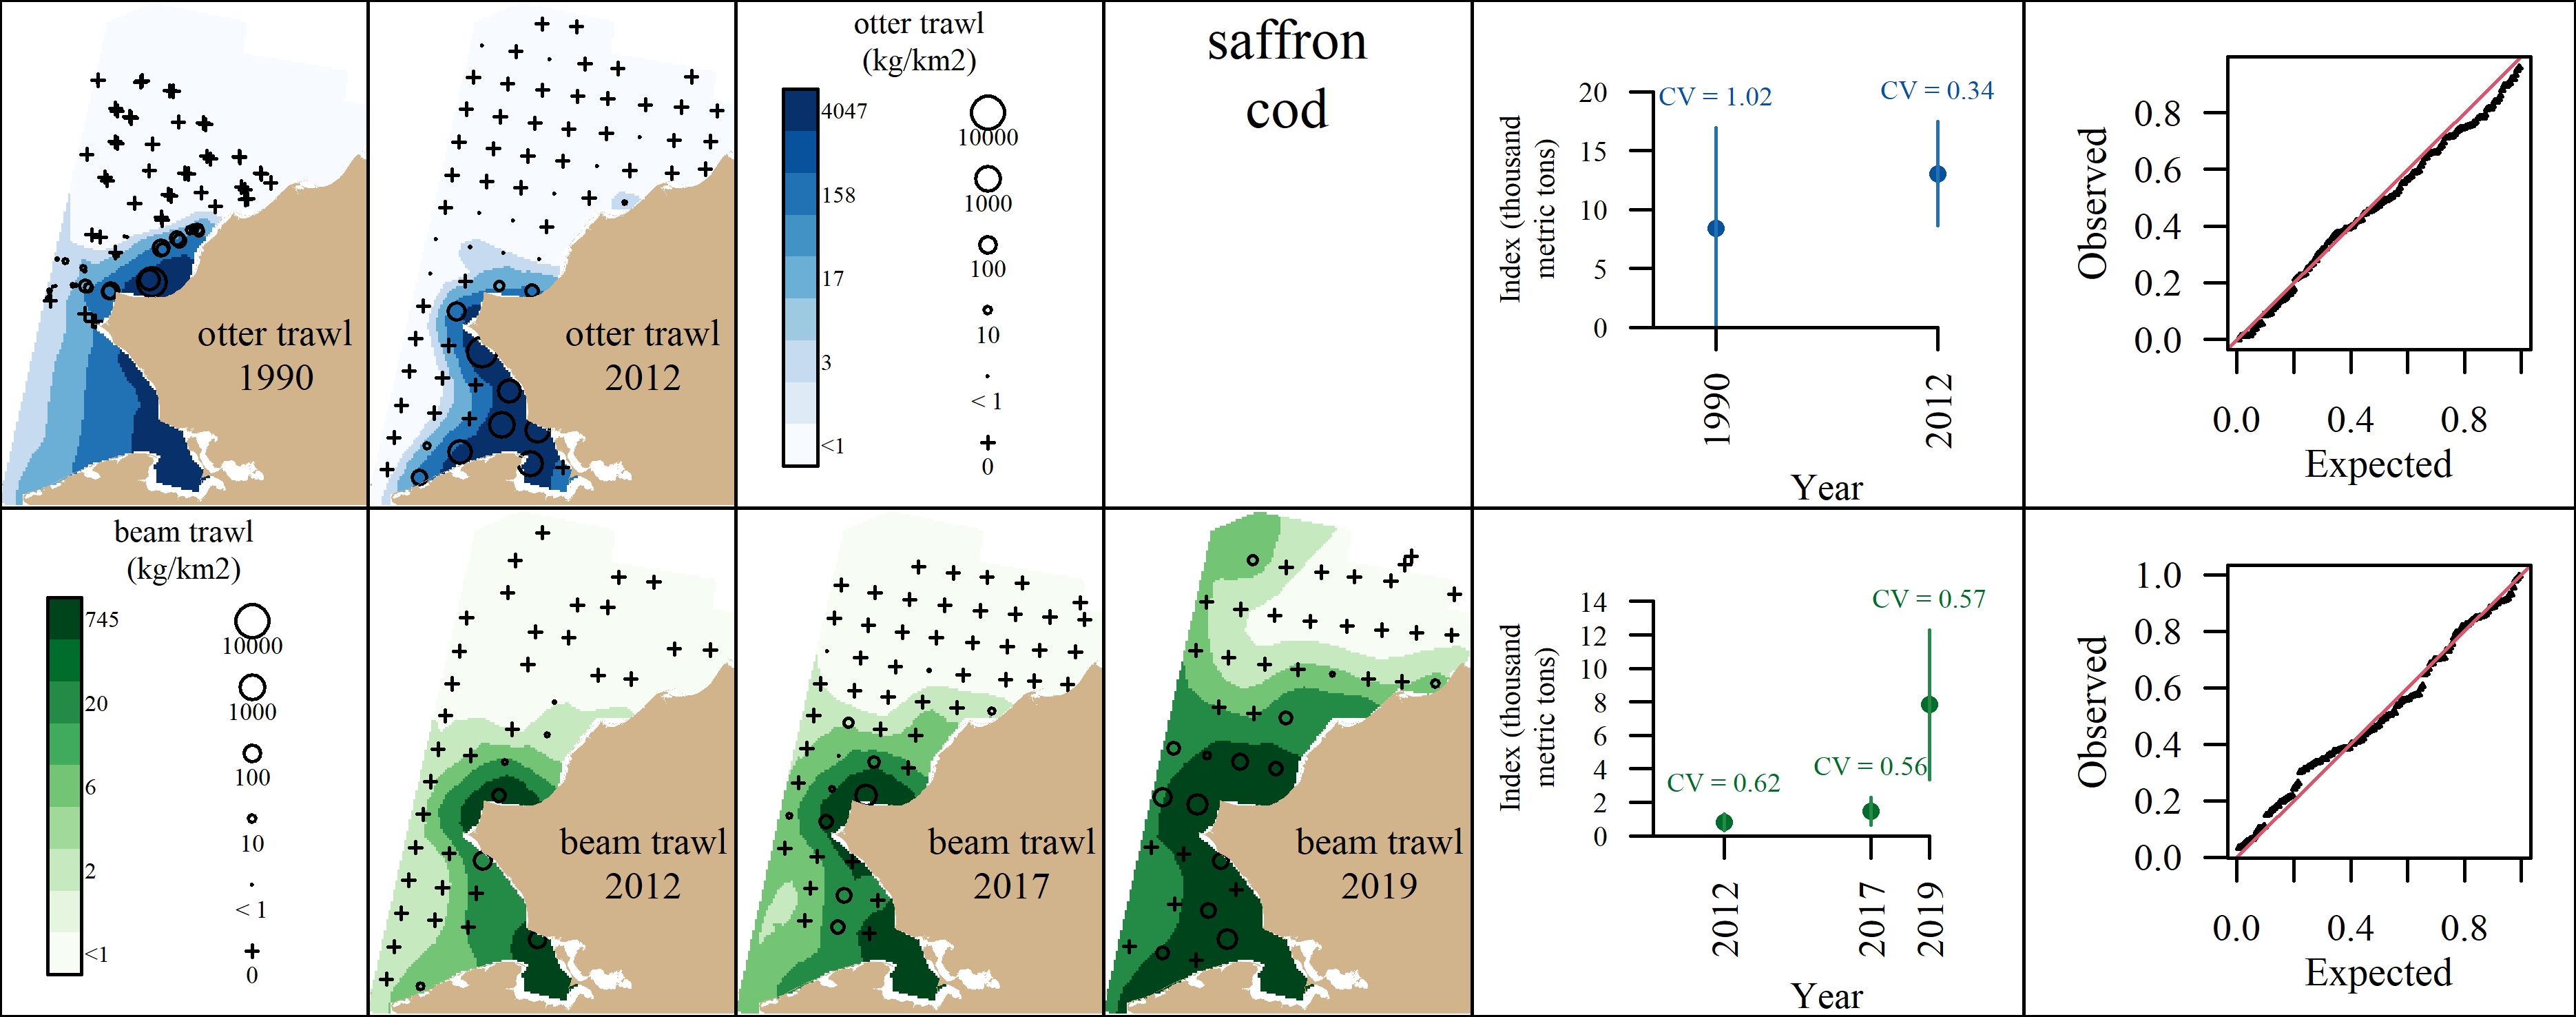 otter trawl
1990
otter trawl
2012
otter trawl
(kg/km2)
4047
158
17
3
<1
10000
1000
100
10
< 1
0
saffron
cod
Index (thousand
metric tons)
20
15
10
5
0
CV = 1.02
CV = 0.34
1990
2012
Year
Observed
0.8
0.6
0.4
0.2
0.0
0.0
0.4
0.8
Expected
beam trawl
(kg/km2)
745
20
6
2
<1
10000
1000
100
10
< 1
0
beam trawl
2012
beam trawl
2017
beam trawl
2019
Index (thousand
metric tons)
14
12
10
8
6
4
2
0
CV = 0.62
CV = 0.56
CV = 0.57
2012
2017
2019
Year
Observed
1.0
0.8
0.6
0.4
0.2
0.0
0.0
0.4
0.8
Expected